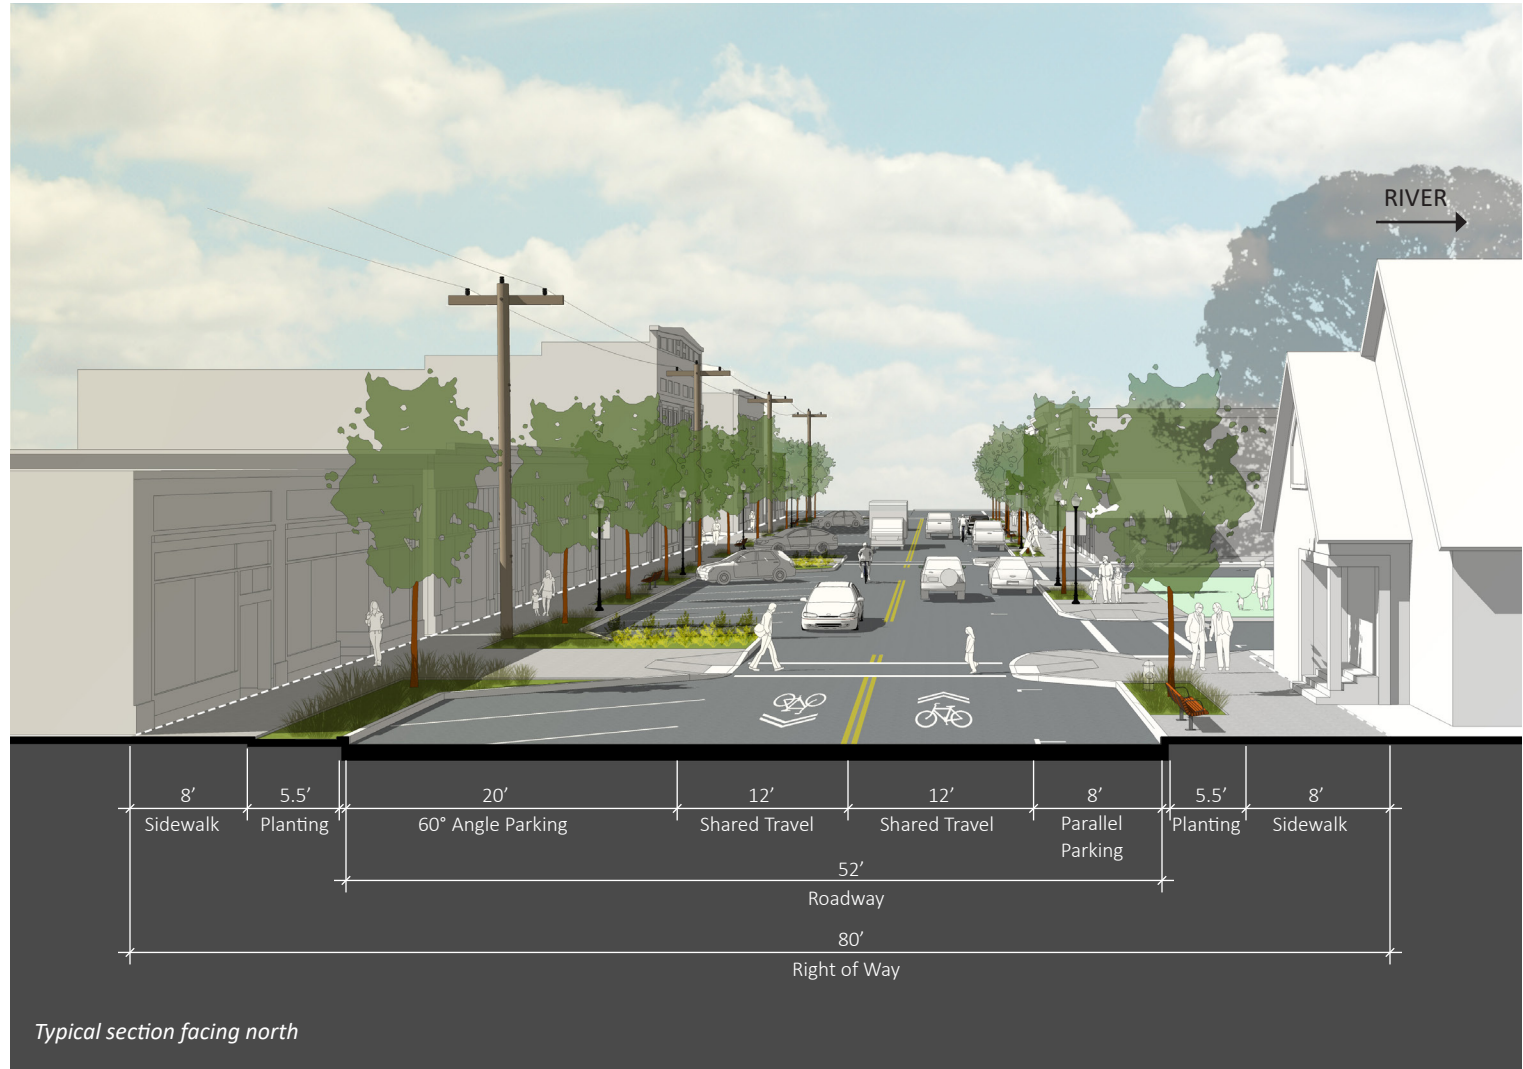 RIVER
8’ 5.5’ 20’ 12’ 12’ 8’ 5.5’ 8’
Sidewalk Planting 60° Angle Parking Shared Travel Shared Travel Parallel Planting Sidewalk
Parking
52’
Roadway
80’
Right of Way
Typical section facing north